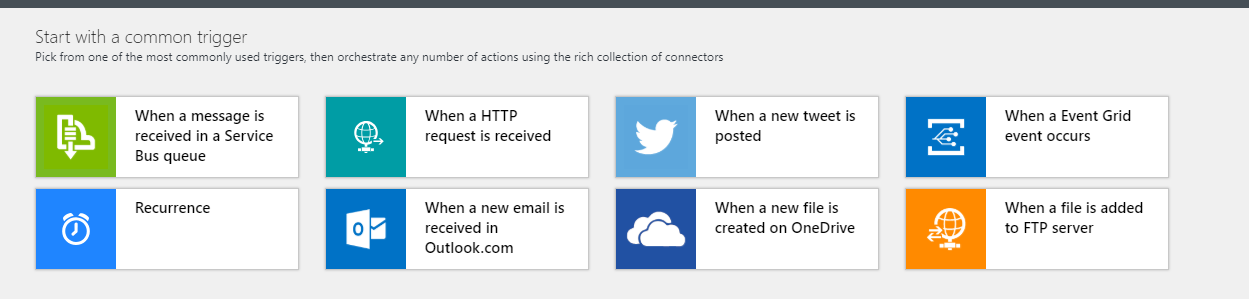 Start with a common trigger
Pick from one of the most commonly used triggers, then orchestrate any number of actions using the rich collection of connectors
When a message is
received in a Service
Bus queue
When a HTTP
request is received
When a new tweet is
posted
When a Event Grid
event occurs
Recurrence
When a new email is
received in
Outlook.com
When a new file is
created on OneDrive
When a file is added
to FTP server